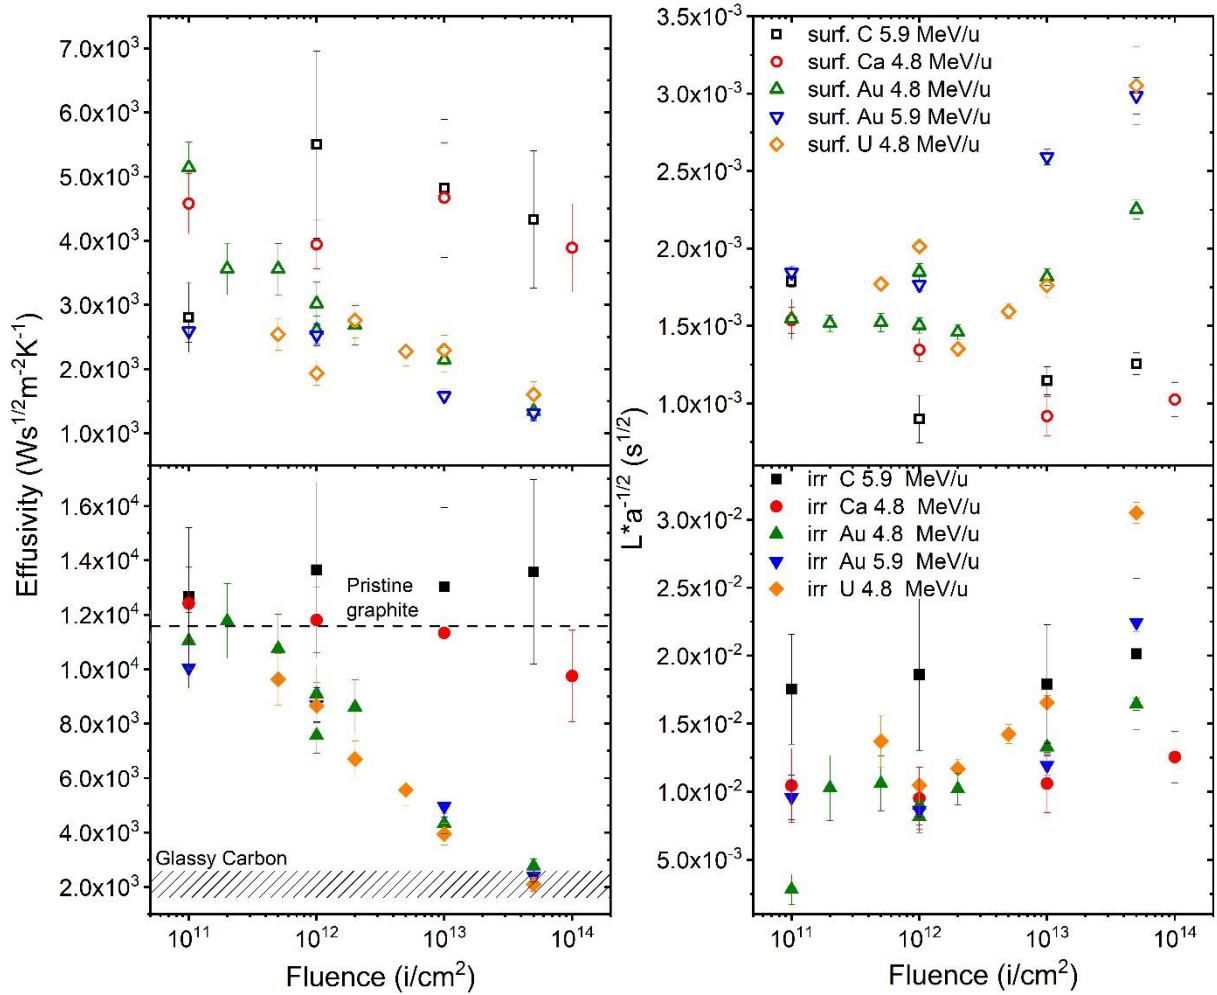 Effusivity (Ws^1/2 m^-2 K^-1)
7.0x10³
6.0x10³
5.0x10³
4.0x10³
3.0x10³
2.0x10³
1.0x10³
1.6x10⁴
1.4x10⁴
1.2x10⁴
1.0x10⁴
8.0x10³
6.0x10³
4.0x10³
2.0x10³
Pristine
graphite
Glassy Carbon
10¹¹ 10¹² 10¹³ 10¹⁴
Fluence (i/cm²)
L*a^-1/2 (s^1/2)
3.5x10⁻³
3.0x10⁻³
2.5x10⁻³
2.0x10⁻³
1.5x10⁻³
1.0x10⁻³
surf. C 5.9 MeV/u
surf. Ca 4.8 MeV/u
surf. Au 4.8 MeV/u
surf. Au 5.9 MeV/u
surf. U 4.8 MeV/u
3.0x10⁻²
2.5x10⁻²
2.0x10⁻²
1.5x10⁻²
1.0x10⁻²
5.0x10⁻³
irr C 5.9 MeV/u
irr Ca 4.8 MeV/u
irr Au 4.8 MeV/u
irr Au 5.9 MeV/u
irr U 4.8 MeV/u
10¹¹ 10¹² 10¹³ 10¹⁴
Fluence (i/cm²)